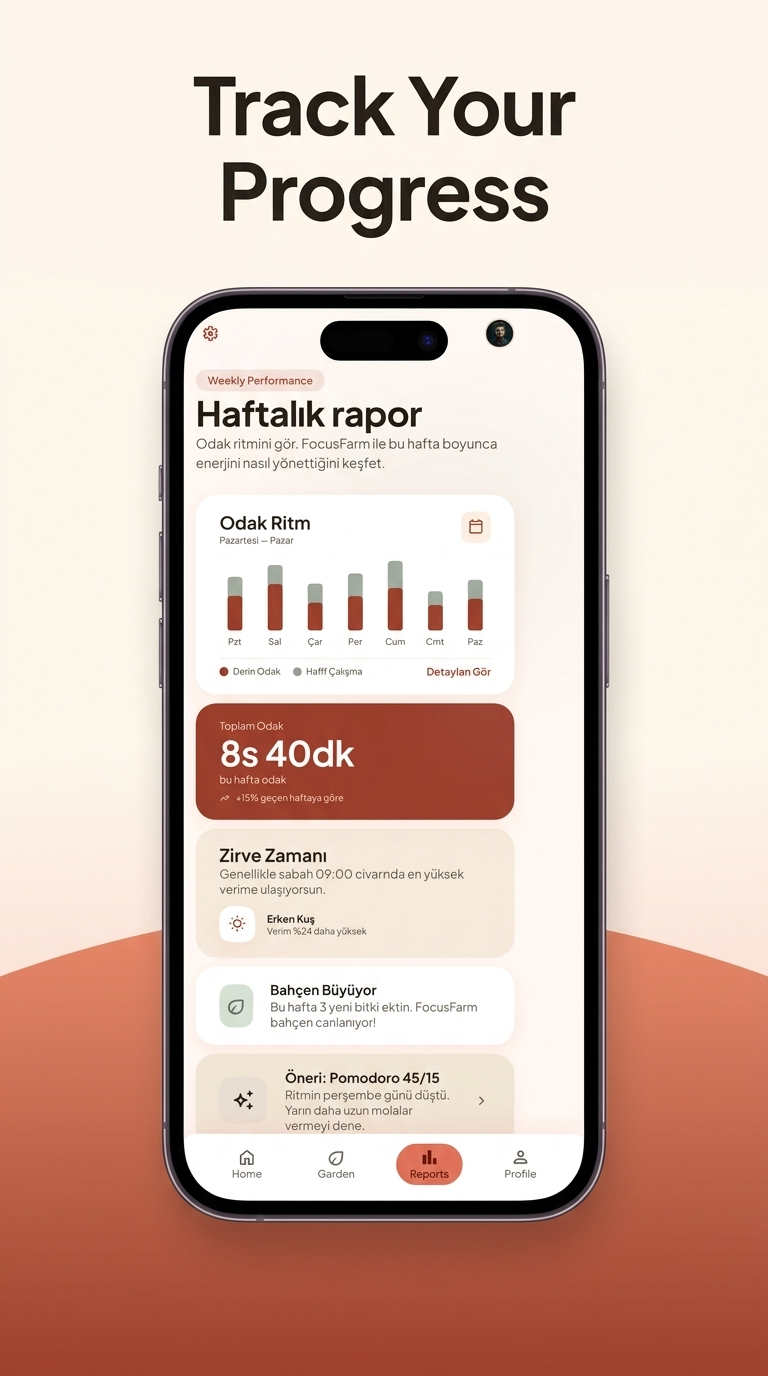 Track Your
Progress
Weekly Performance
Haftalık rapor
Odak ritmini gör. FocusFarm ile bu hafta boyunca
enerjini nasıl yönettiğini keşfet.
Odak Ritm
Pazartesi — Pazar
Pzt Sal Çar Per Cum Cmt Paz
Derin Odak Hafff Çalışma Detaylan Gör
Toplam Odak
8s 40dk
bu hafta odak
+15% geçen haftaya göre
Zirve Zamanı
Genellikle sabah 09:00 civarnda en yüksek
verime ulaşıyorsun.
Erken Kuş
Verim %24 daha yüksek
Bahçen Büyüyor
Bu hafta 3 yeni bitki ektin. FocusFarm
bahçen canlanıyor!
Öneri: Pomodoro 45/15
Ritmin perşembe günü düştü.
Yarın daha uzun molalar
vermeyi dene.
Home Garden Reports Profile